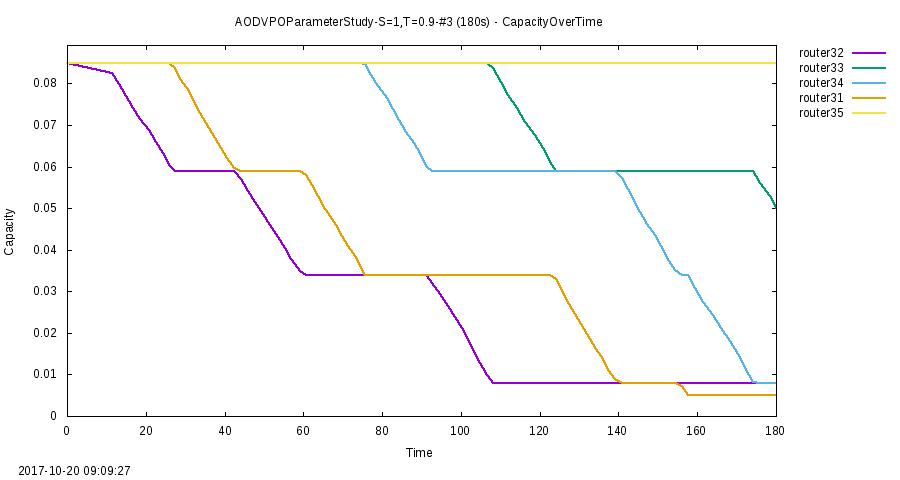 AODVPOParameterStudy-S=1,T=0.9-#3 (180s) - CapacityOverTime
router32
router33
router34
router31
router35
0.08
0.07
0.06
0.05
0.04
0.03
0.02
0.01
0
Capacity
0 20 40 60 80 100 120 140 160 180
Time
2017-10-20 09:09:27